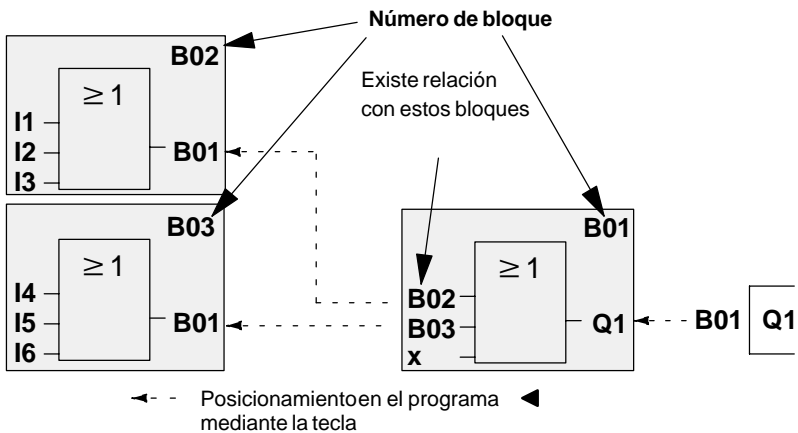 Número de bloque
B02
≥ 1
I1
I2
I3
B01
Existe relación
con estos bloques
B03
≥ 1
I4
I5
I6
B01
B01
≥ 1
B02
B03
x
Q1
B01
Q1
Posicionamientoen el programa
mediante la tecla